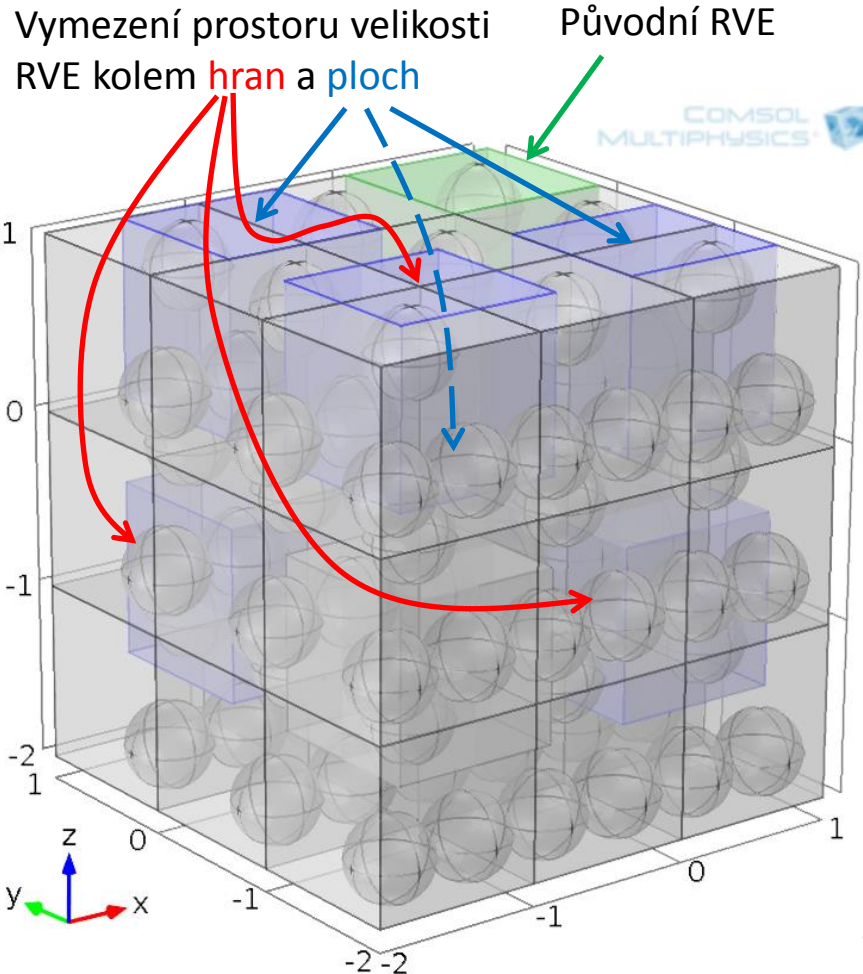 Vymezení prostoru velikosti
RVE kolem hran a ploch
Původní RVE
COMSOL
MULTIPHYSICS
1
0
-1
-2
1
0
-1
-2
-2
-1
0
1
z
y
x